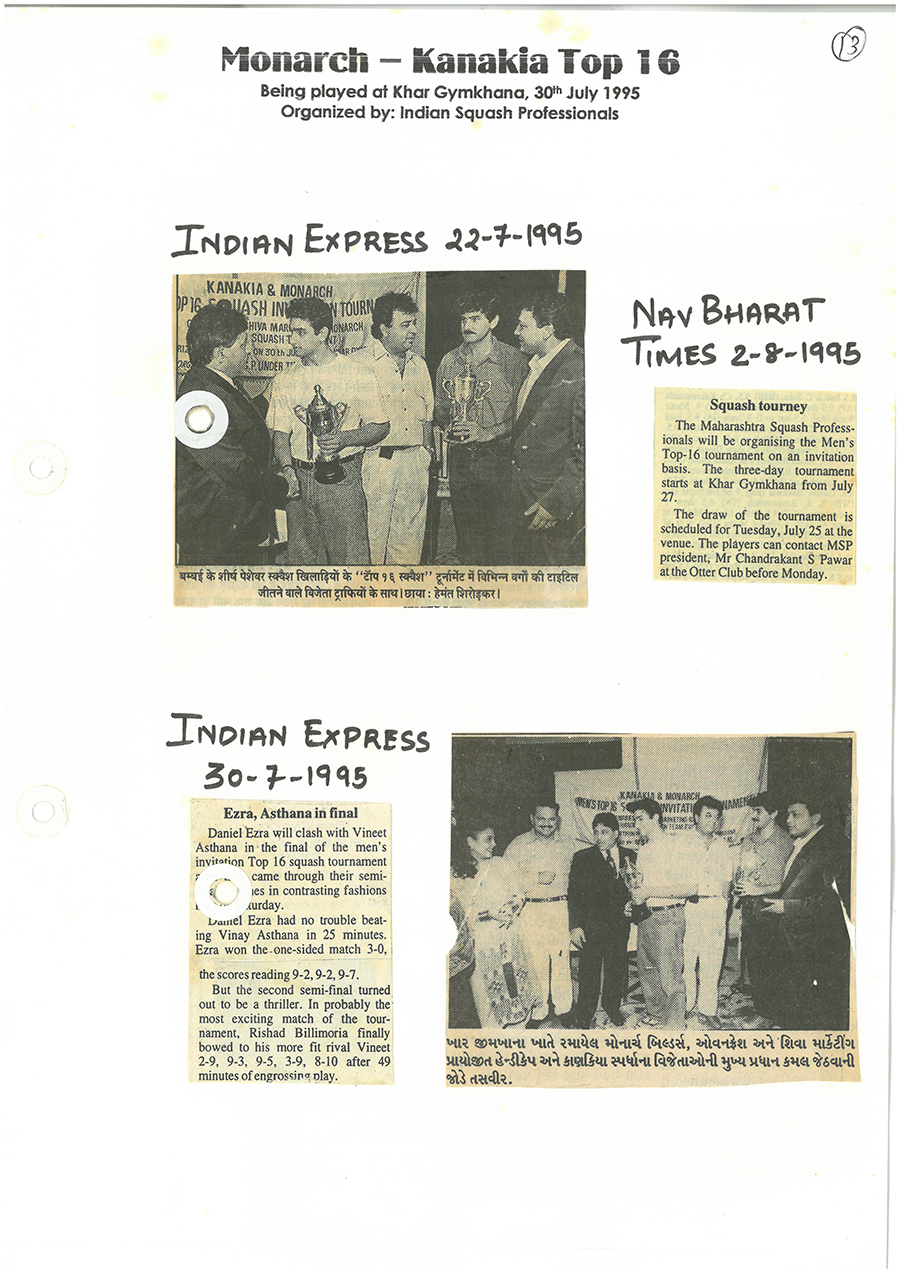 13
Monarch – Kanakia Top 16
Being played at Khar Gymkhana, 30th July 1995
Organized by: Indian Squash Professionals
INDIAN EXPRESS 22-7-1995
KANAKIA & MONARCH
बम्बई के शीर्ष पेशेवर स्क्वैश खिलाड़ियों के "टॉप १६ स्क्वैश" टूर्नामेंट में विभिन्न वर्गों की टाइटिल
जीतने वाले विजेता ट्राफियों के साथ। छाया : हेमंत शिरोड़कर।
NAV BHARAT
TIMES 2-8-1995
Squash tourney
The Maharashtra Squash Profess-
ionals will be organising the Men's
Top-16 tournament on an invitation
basis. The three-day tournament
starts at Khar Gymkhana from July
27.
The draw of the tournament is
scheduled for Tuesday, July 25 at the
venue. The players can contact MSP
president, Mr Chandrakant S Pawar
at the Otter Club before Monday.
INDIAN EXPRESS
30-7-1995
Ezra, Asthana in final
Daniel Ezra will clash with Vineet
Asthana in the final of the men's
invitation Top 16 squash tournament
came through their semi-
in contrasting fashions
Daniel Ezra had no trouble beat-
ing Vinay Asthana in 25 minutes.
Ezra won the one-sided match 3-0,
the scores reading 9-2, 9-2, 9-7.
But the second semi-final turned
out to be a thriller. In probably the
most exciting match of the tour-
nament, Rishad Billimoria finally
bowed to his more fit rival Vineet
2-9, 9-3, 9-5, 3-9, 8-10 after 49
minutes of engrossing play.
KANAKIA & MONARCH
ખાર જીમખાના ખાતે રમાયેલ મોનાર્ચ બિલ્ડર્સ, ઓવનફ્રેશ અને શિવા માર્કેટીંગ
પ્રાયોજીત હેન્ડીકેપ અને કાણકિયા સ્પર્ધાના વિજેતાઓની મુખ્ય પ્રધાન કમલ જેઠવાની
જોડે તસવીર.